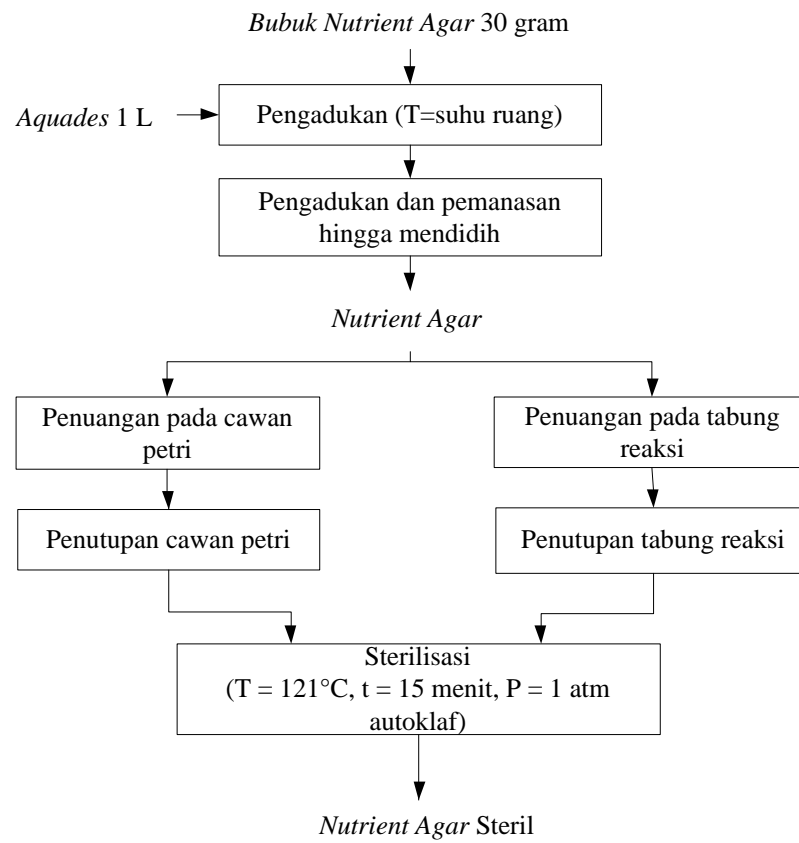 Bubuk Nutrient Agar 30 gram
Aquades 1 L
Pengadukan (T=suhu ruang)
Pengadukan dan pemanasan
hingga mendidih
Nutrient Agar
Penuangan pada cawan
petri
Penuangan pada tabung
reaksi
Penutupan cawan petri
Penutupan tabung reaksi
Sterilisasi
(T = 121°C, t = 15 menit, P = 1 atm
autoklaf)
Nutrient Agar Steril